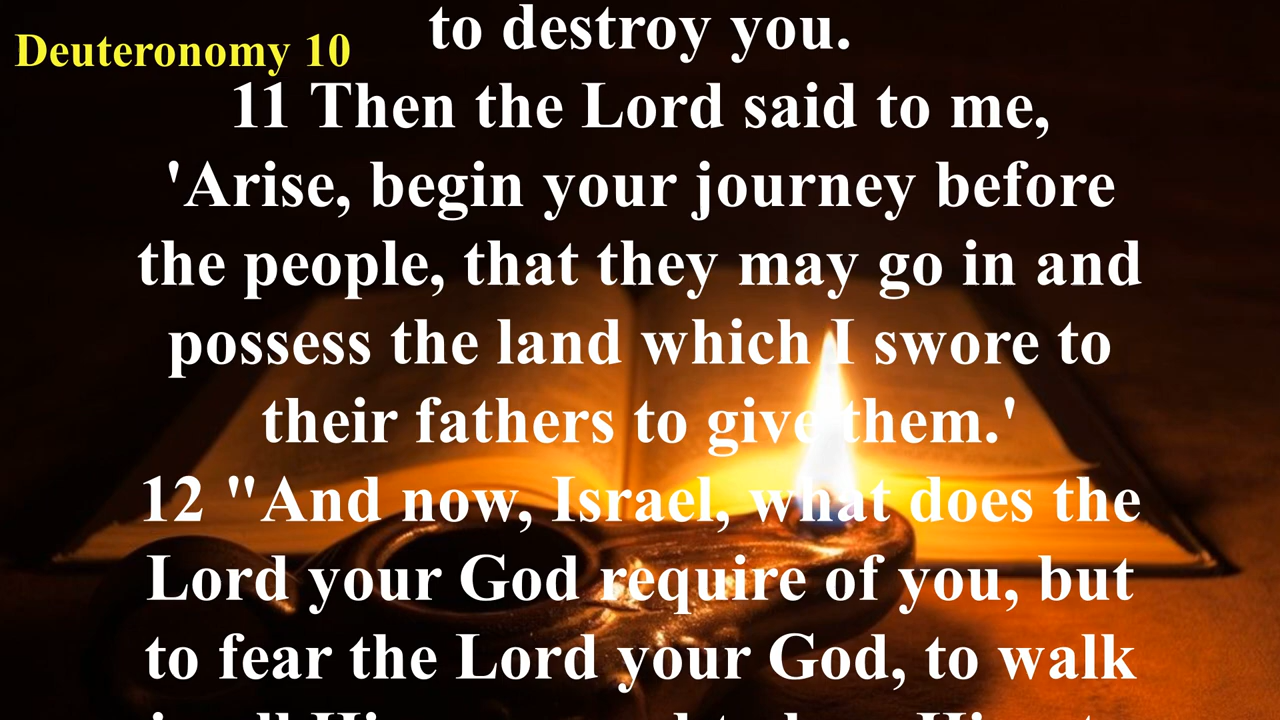 to destroy you.
Deuteronomy 10
11 Then the Lord said to me,
'Arise, begin your journey before
the people, that they may go in and
possess the land which I swore to
their fathers to give them.'
12 "And now, Israel, what does the
Lord your God require of you, but
to fear the Lord your God, to walk